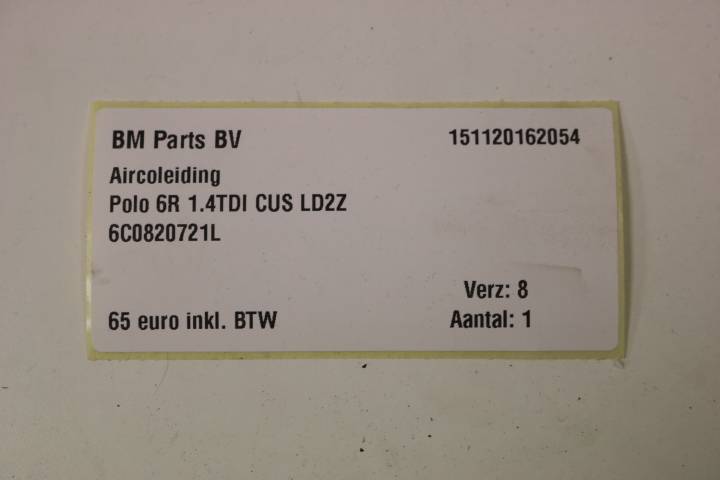 BM Parts BV 151120162054
Aircoleiding
Polo 6R 1.4TDI CUS LD2Z
6C0820721L
Verz: 8
65 euro inkl. BTW Aantal: 1